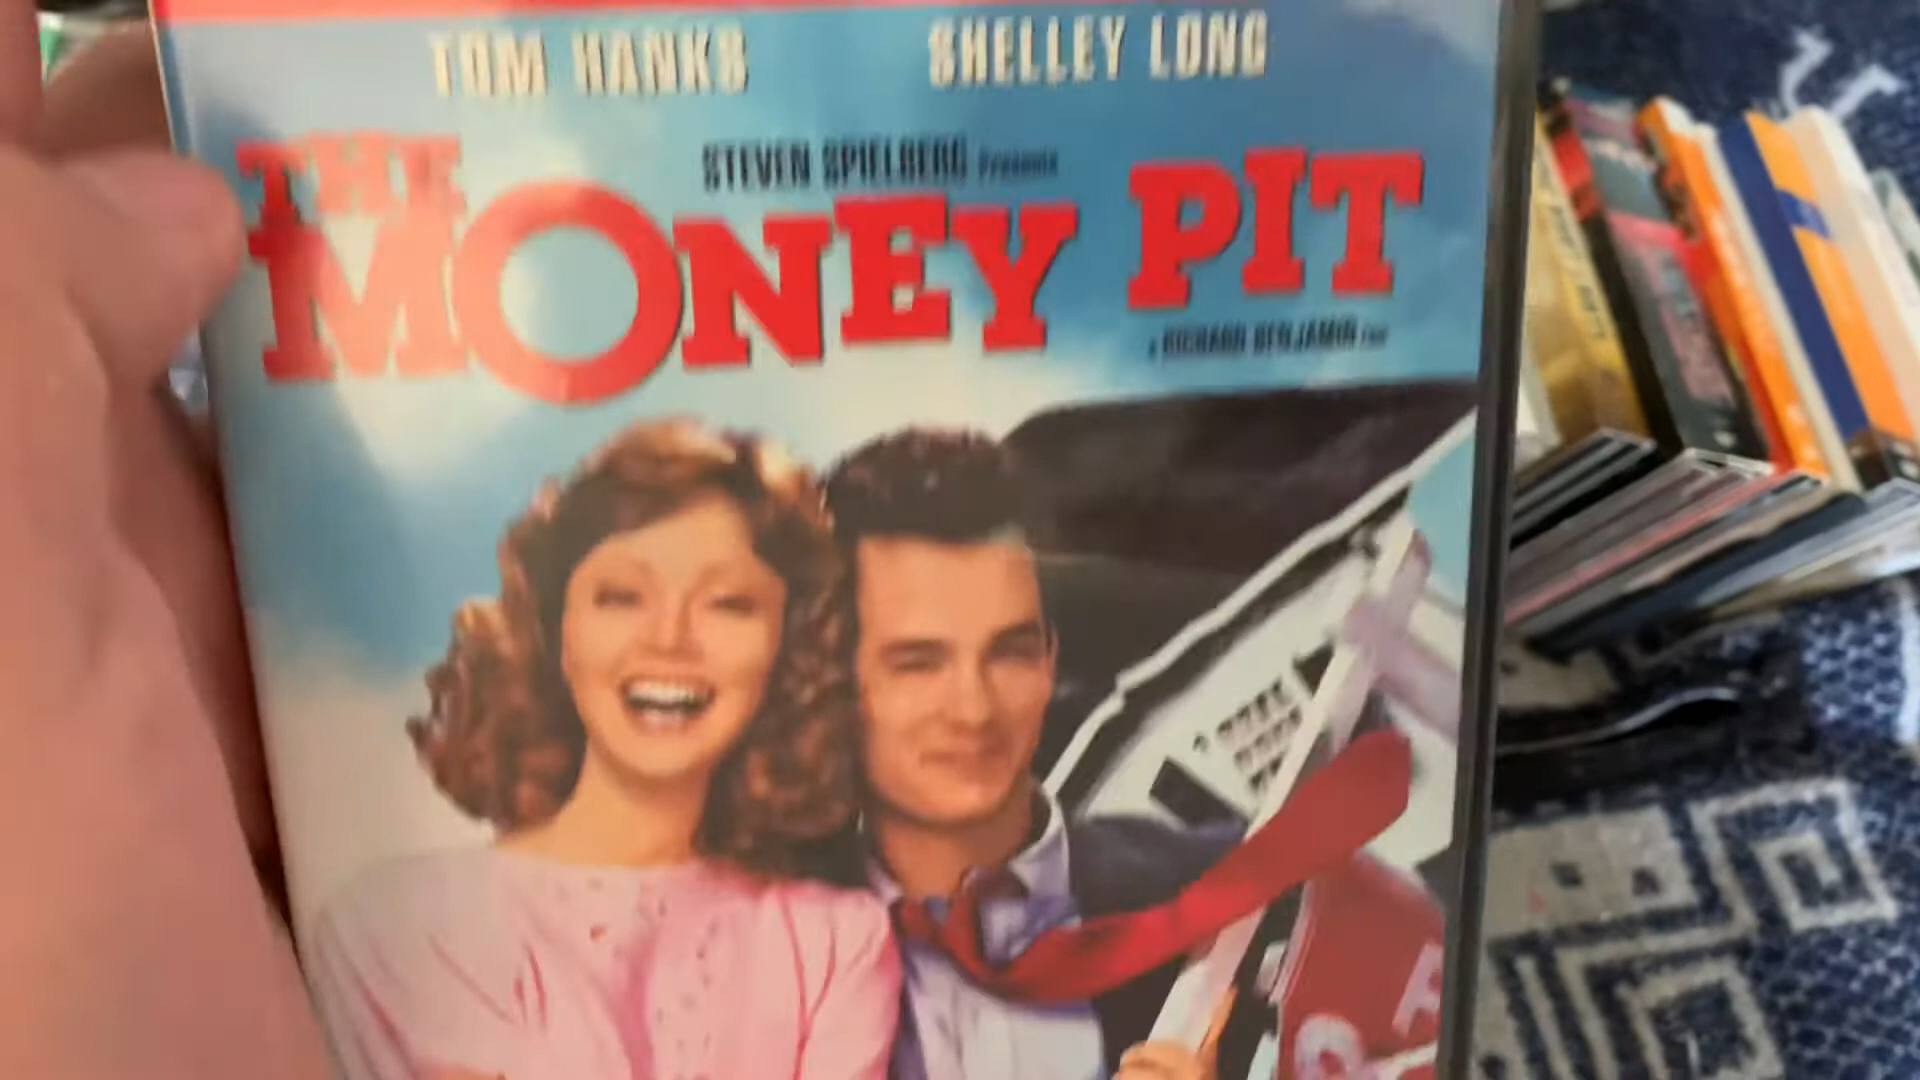 TOM HANKS SHELLEY LONG
STEVEN SPIELBERG Presents
THE
MONEY PIT
A RICHARD BENJAMIN Film